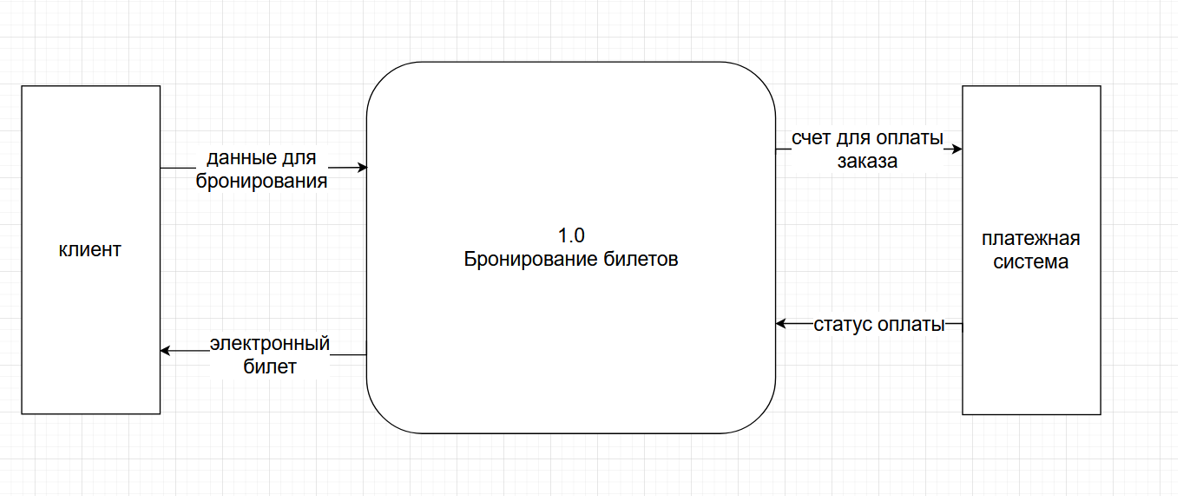 клиент
данные для
бронирования
электронный
билет
1.0
Бронирование билетов
счет для оплаты
заказа
статус оплаты
платежная
система